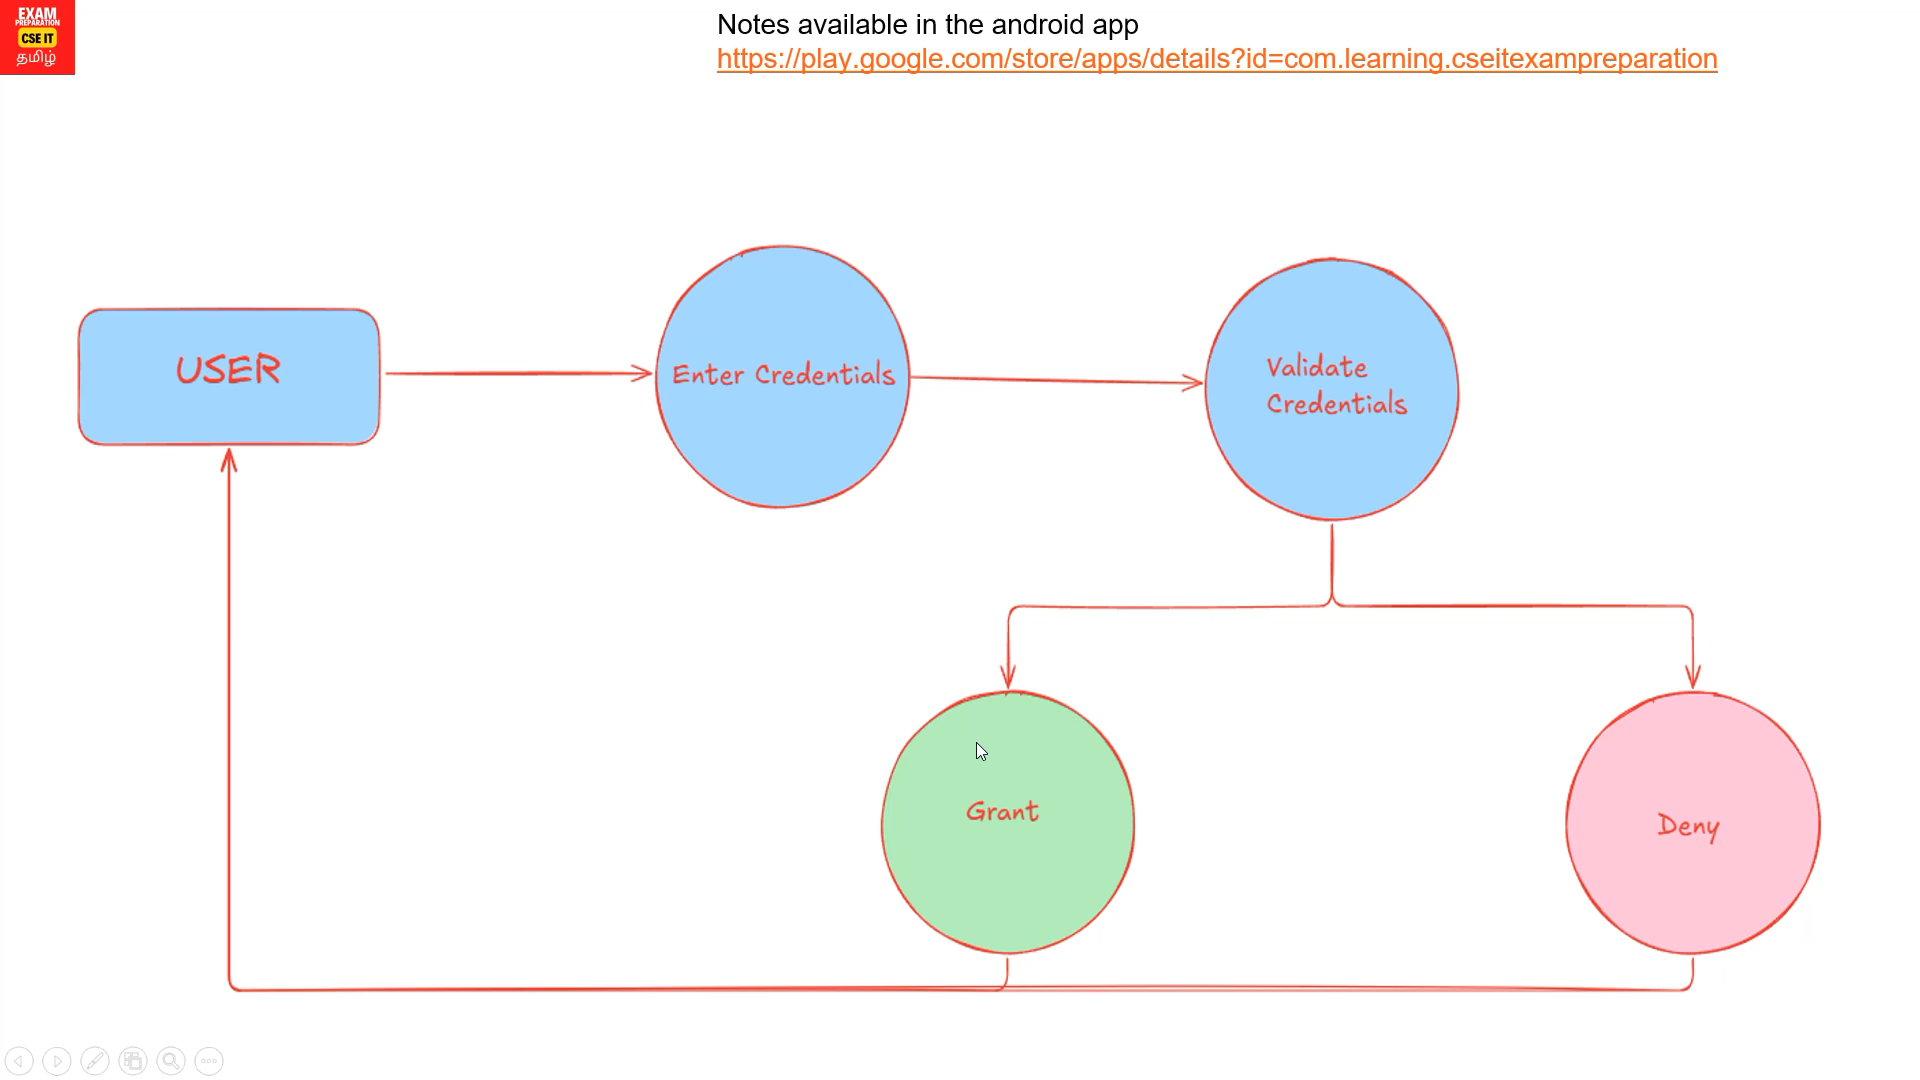 EXAM
PREPARATION
CSE IT
தமிழ்
Notes available in the android app
https://play.google.com/store/apps/details?id=com.learning.cseitexampreparation
USER
Enter Credentials
Validate
Credentials
Grant
Deny